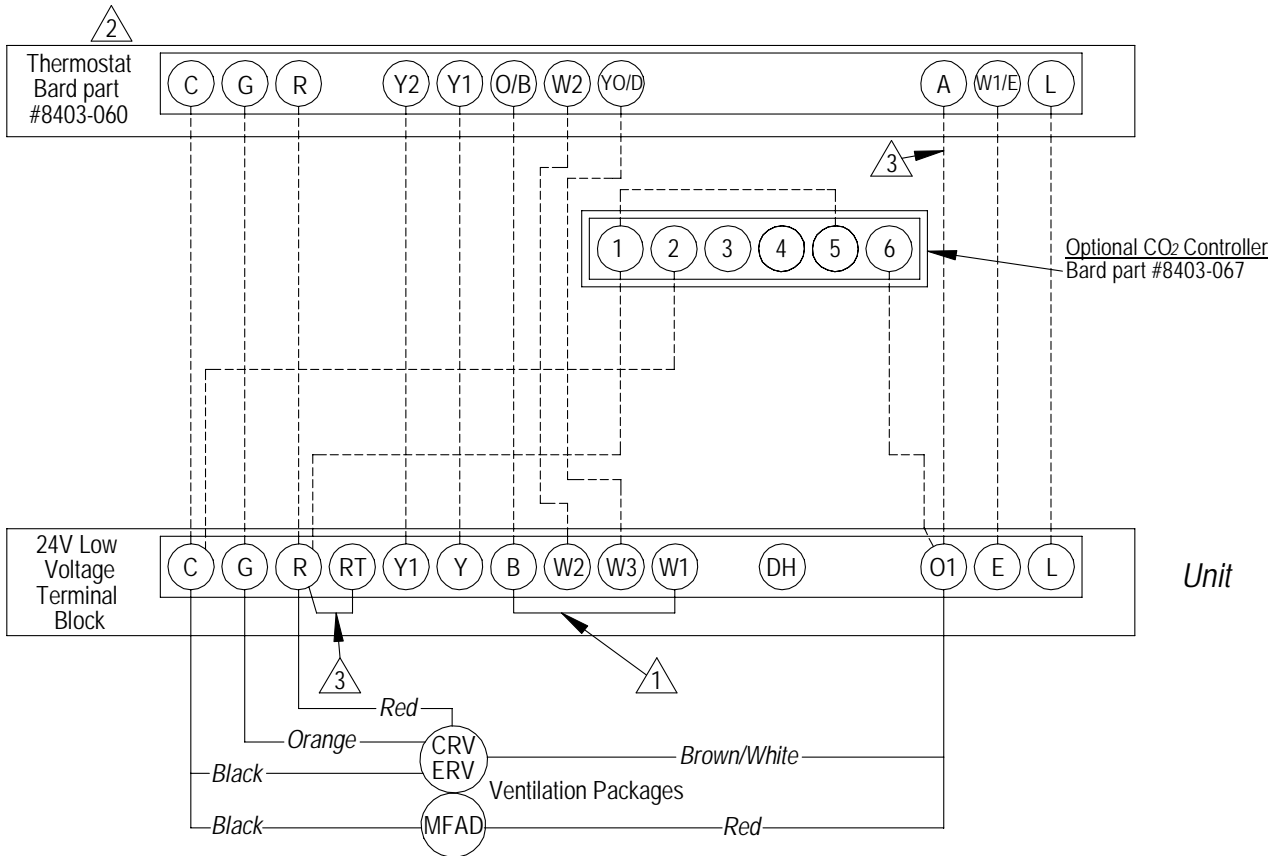 2
Thermostat
Bard part
#8403-060
C G R Y2 Y1 O/B W2 YO/D A W1/E L
3
1 2 3 4 5 6
Optional CO2 Controller
Bard part #8403-067
24V Low
Voltage
Terminal
Block
C G R RT Y1 Y B W2 W3 W1 DH O1 E L
Unit
3
1
Red
Orange
CRV
ERV
Brown/White
Black
Ventilation Packages
Black
MFAD
Red